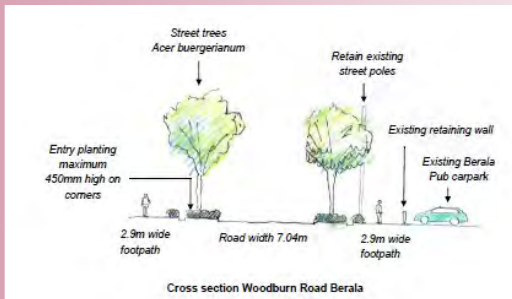 Street trees
Acer buergerianum
Retain existing
street poles
Entry planting
maximum
450mm high on
corners
Existing retaining wall
Existing Berala
Pub carpark
2.9m wide
footpath
Road width 7.04m
2.9m wide
footpath
Cross section Woodburn Road Berala